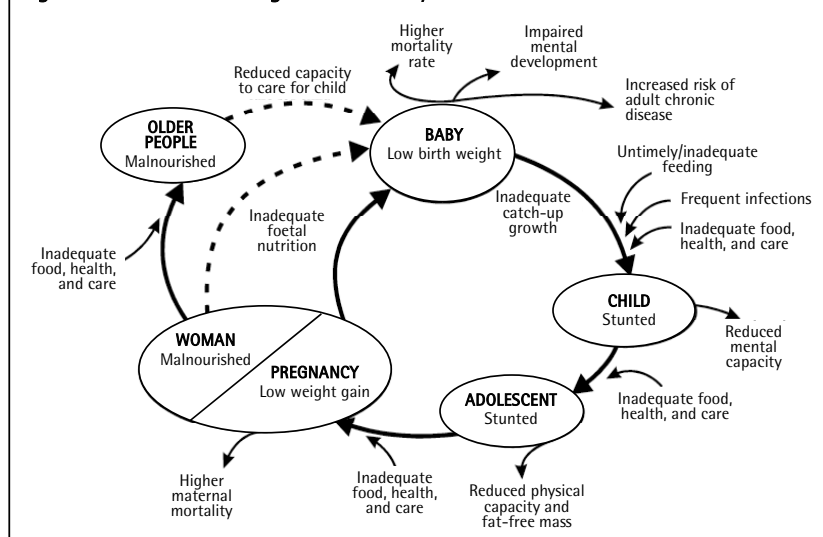 Higher
mortality
rate
Impaired
mental
development
Reduced capacity
to care for child
Increased risk of
adult chronic
disease
OLDER
PEOPLE
Malnourished
BABY
Low birth weight
Untimely/inadequate
feeding
Frequent infections
Inadequate food,
health, and care
Inadequate
catch-up
growth
Inadequate
foetal
nutrition
Inadequate
food, health,
and care
CHILD
Stunted
Reduced
mental
capacity
WOMAN
Malnourished
PREGNANCY
Low weight gain
ADOLESCENT
Stunted
Inadequate food,
health, and care
Higher
maternal
mortality
Inadequate
food, health,
and care
Reduced physical
capacity and
fat-free mass